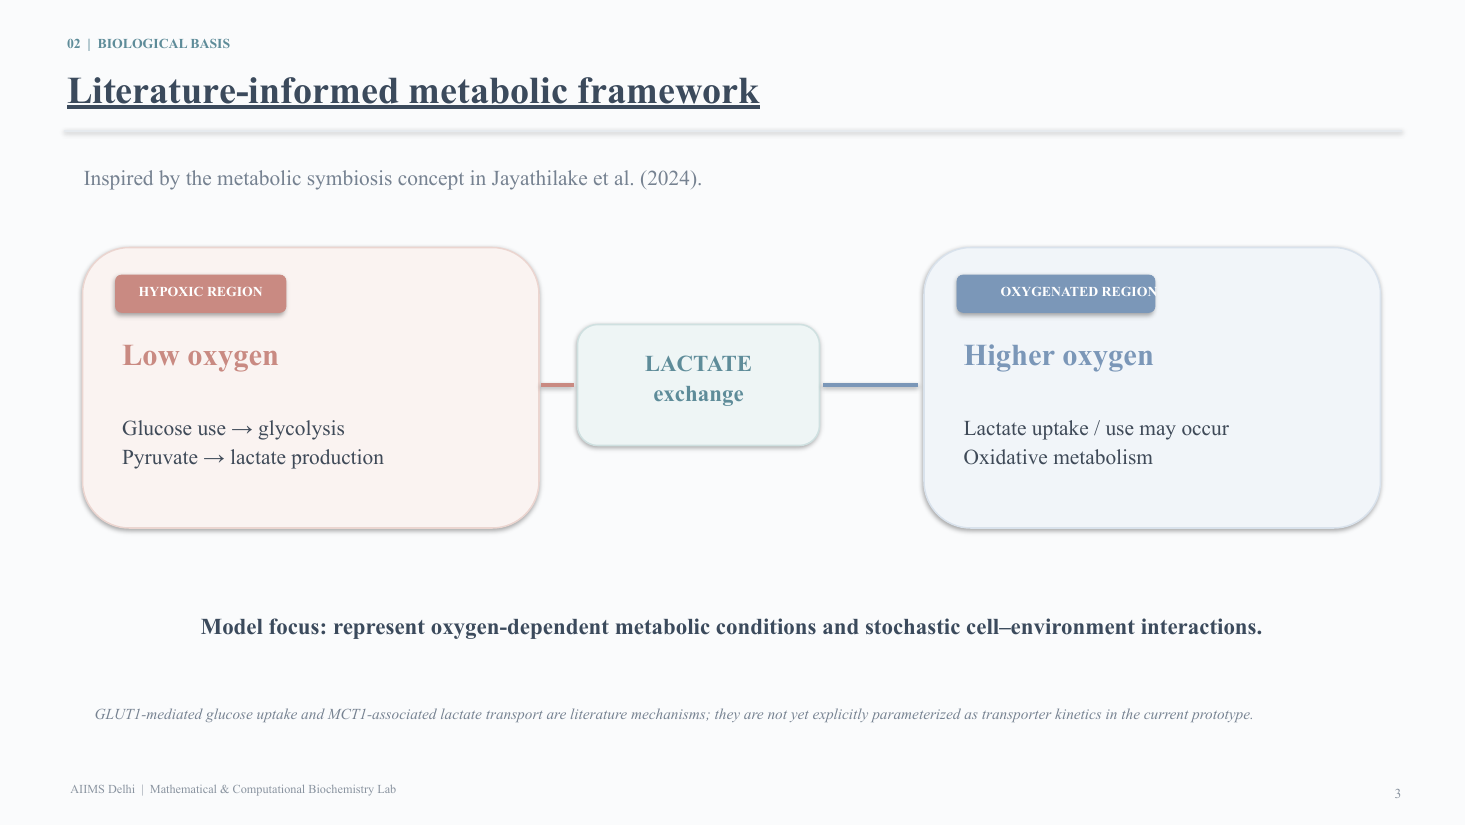 02 | BIOLOGICAL BASIS
Literature-informed metabolic framework
Inspired by the metabolic symbiosis concept in Jayathilake et al. (2024).
HYPOXIC REGION
Low oxygen
Glucose use → glycolysis
Pyruvate → lactate production
LACTATE
exchange
OXYGENATED REGION
Higher oxygen
Lactate uptake / use may occur
Oxidative metabolism
Model focus: represent oxygen-dependent metabolic conditions and stochastic cell–environment interactions.
GLUT1-mediated glucose uptake and MCT1-associated lactate transport are literature mechanisms; they are not yet explicitly parameterized as transporter kinetics in the current prototype.
AIIMS Delhi | Mathematical & Computational Biochemistry Lab
3